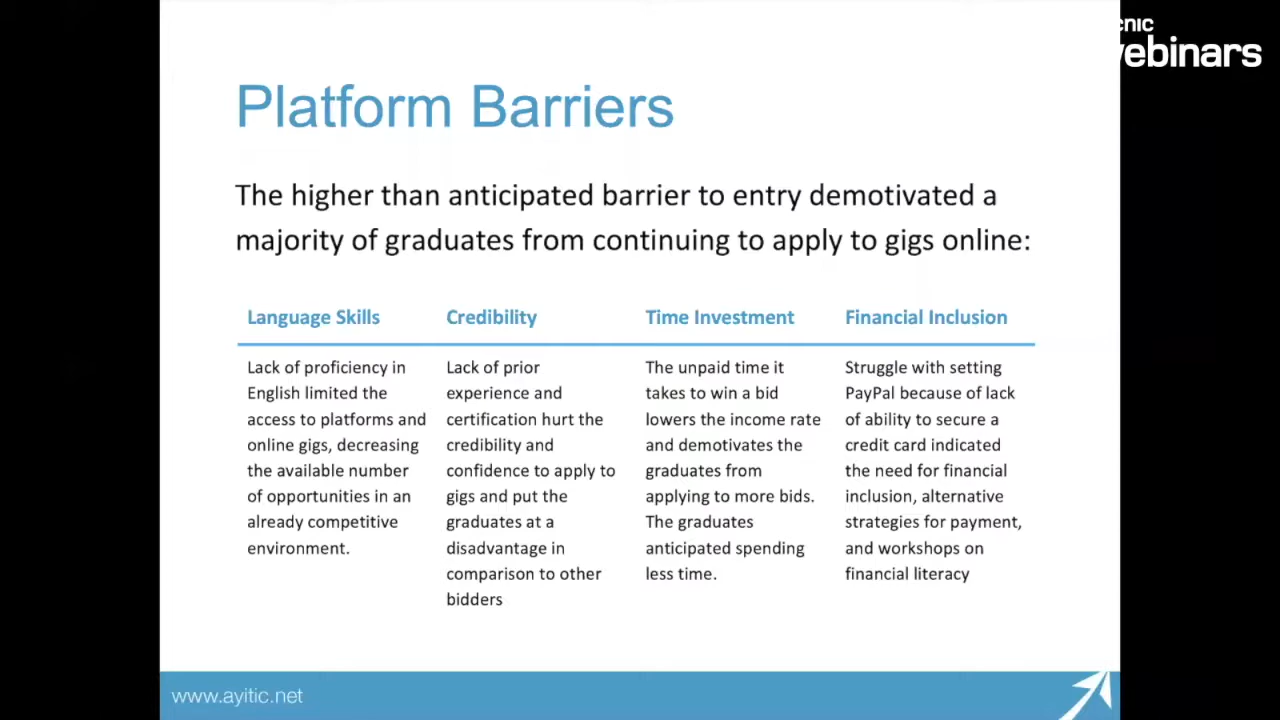 cnic
webinars
Platform Barriers
The higher than anticipated barrier to entry demotivated a
majority of graduates from continuing to apply to gigs online:
Language Skills
Lack of proficiency in
English limited the
access to platforms and
online gigs, decreasing
the available number
of opportunities in an
already competitive
environment.
Credibility
Lack of prior
experience and
certification hurt the
credibility and
confidence to apply to
gigs and put the
graduates at a
disadvantage in
comparison to other
bidders
Time Investment
The unpaid time it
takes to win a bid
lowers the income rate
and demotivates the
graduates from
applying to more bids.
The graduates
anticipated spending
less time.
Financial Inclusion
Struggle with setting
PayPal because of lack
of ability to secure a
credit card indicated
the need for financial
inclusion, alternative
strategies for payment,
and workshops on
financial literacy
www.ayitic.net